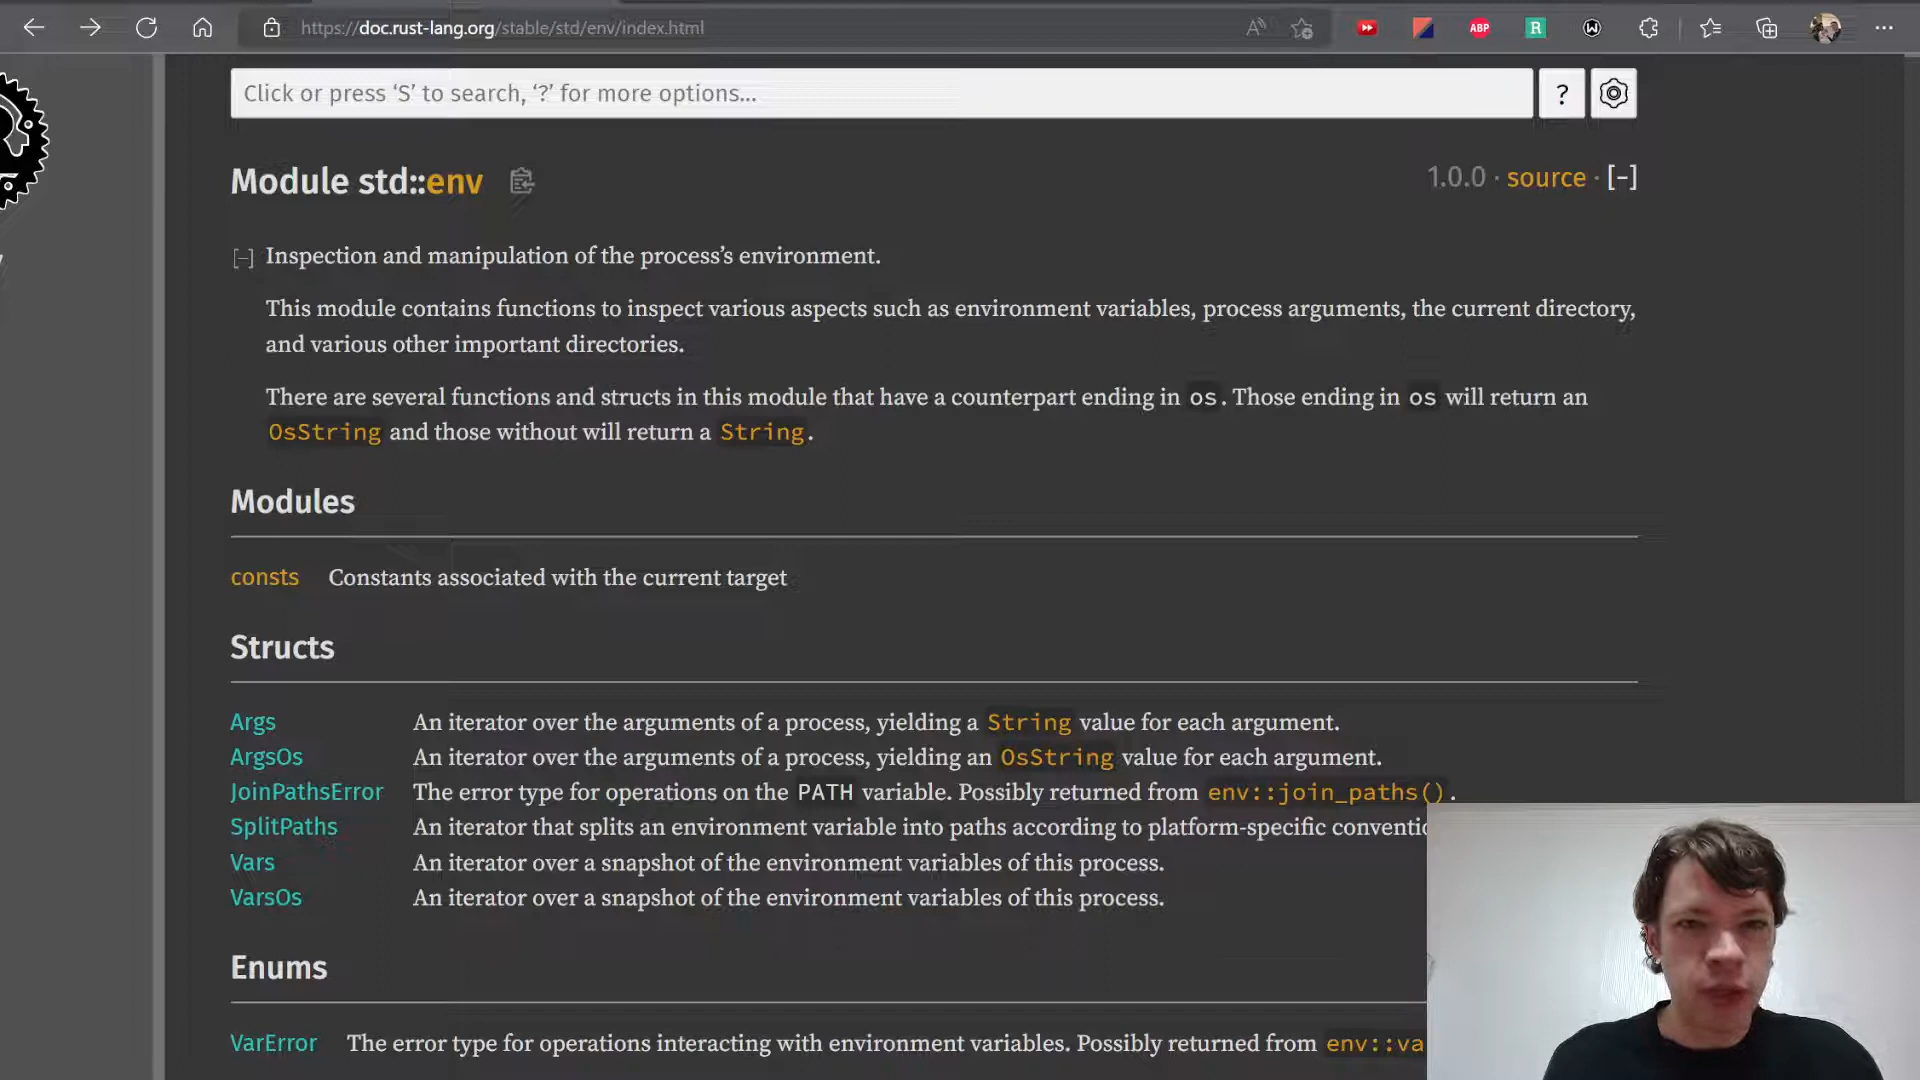 https://doc.rust-lang.org/stable/std/env/index.html
ABP
R
W
Click or press ‘S’ to search, ‘?’ for more options...
?
Module std::env
1.0.0 · source · [−]
[−] Inspection and manipulation of the process’s environment.
This module contains functions to inspect various aspects such as environment variables, process arguments, the current directory,
and various other important directories.
There are several functions and structs in this module that have a counterpart ending in os. Those ending in os will return an
OsString and those without will return a String.
Modules
consts Constants associated with the current target
Structs
Args An iterator over the arguments of a process, yielding a String value for each argument.
ArgsOs An iterator over the arguments of a process, yielding an OsString value for each argument.
JoinPathsError The error type for operations on the PATH variable. Possibly returned from env::join_paths().
SplitPaths An iterator that splits an environment variable into paths according to platform-specific conventio
Vars An iterator over a snapshot of the environment variables of this process.
VarsOs An iterator over a snapshot of the environment variables of this process.
Enums
VarError The error type for operations interacting with environment variables. Possibly returned from env::va